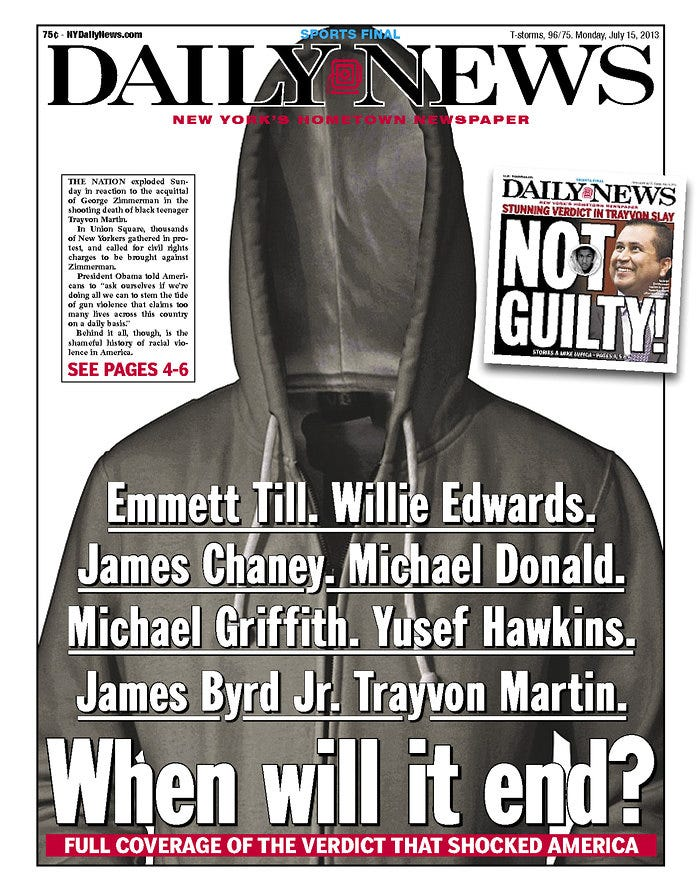 75¢ - NYDailyNews.com
SPORTS FINAL
T-storms, 96/75. Monday, July 15, 2013
DAILY NEWS
NEW YORK'S HOMETOWN NEWSPAPER
THE NATION exploded Sun-
day in reaction to the acquittal
of George Zimmerman in the
shooting death of black teenager
Trayvon Martin.
In Union Square, thousands
of New Yorkers gathered in pro-
test, and called for civil rights
charges to be brought against
Zimmerman.
President Obama told Ameri-
cans to “ask ourselves if we're
doing all we can to stem the tide
of gun violence that claims too
many lives across this country
on a daily basis.”
Behind it all, though, is the
shameful history of racial vio-
lence in America.
SEE PAGES 4-6
SPORTS FINAL
DAILY NEWS
NEW YORK'S HOMETOWN NEWSPAPER
STUNNING VERDICT IN TRAYVON SLAY
NOT
GUILTY!
Emmett Till. Willie Edwards.
James Chaney. Michael Donald.
Michael Griffith. Yusef Hawkins.
James Byrd Jr. Trayvon Martin.
When will it end?
FULL COVERAGE OF THE VERDICT THAT SHOCKED AMERICA